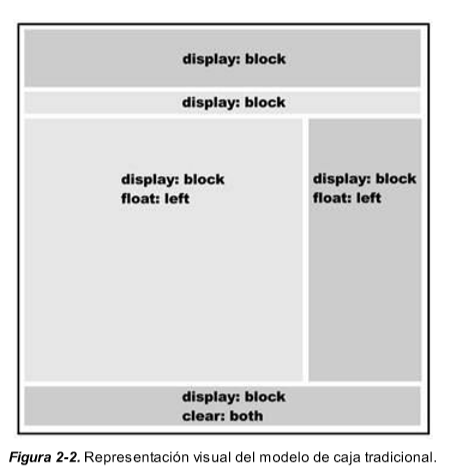 display: block
display: block
display: block
float: left
display: block
float: left
display: block
clear: both
Figura 2-2. Representación visual del modelo de caja tradicional.